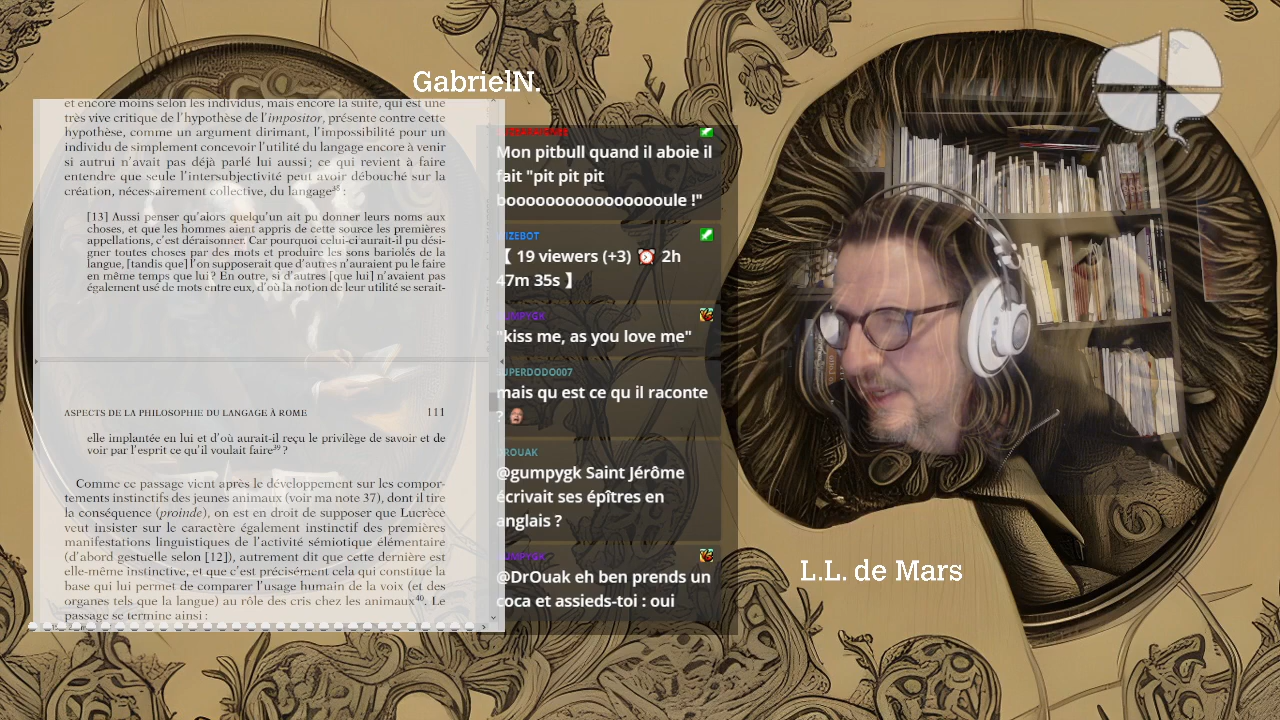 GabrielN.
et encore moins selon les individus, mais encore la suite, qui est une
très vive critique de l'hypothèse de l'impositor, présente contre cette
hypothèse, comme un argument dirimant, l'impossibilité pour un
individu de simplement concevoir l'utilité du langage encore à venir
si autrui n'avait pas déjà parlé lui aussi ; ce qui revient à faire
entendre que seule l'intersubjectivité peut avoir débouché sur la
création, nécessairement collective, du langage³⁸ :
[13] Aussi penser qu'alors quelqu'un ait pu donner leurs noms aux
choses, et que les hommes aient appris de cette source les premières
appellations, c'est déraisonner. Car pourquoi celui-ci aurait-il pu dési-
gner toutes choses par des mots et produire les sons bariolés de la
langue, [tandis que] l'on supposerait que d'autres n'auraient pu le faire
en même temps que lui ? En outre, si d'autres [que lui] n'avaient pas
également usé de mots entre eux, d'où la notion de leur utilité se serait-
ASPECTS DE LA PHILOSOPHIE DU LANGAGE À ROME 111
elle implantée en lui et d'où aurait-il reçu le privilège de savoir et de
voir par l'esprit ce qu'il voulait faire³⁹ ?
Comme ce passage vient après le développement sur les compor-
tements instinctifs des jeunes animaux (voir ma note 37), dont il tire
la conséquence (proinde), on est en droit de supposer que Lucrèce
veut insister sur le caractère également instinctif des premières
manifestations linguistiques de l'activité sémiotique élémentaire
(d'abord gestuelle selon [12]), autrement dit que cette dernière est
elle-même instinctive, et que c'est précisément cela qui constitue la
base qui lui permet de comparer l'usage humain de la voix (et des
organes tels que la langue) au rôle des cris chez les animaux⁴⁰. Le
passage se termine ainsi :
Mon pitbull quand il aboie il
fait "pit pit pit
booooooooooooooooule !"
IZEBOT
【 19 viewers (+3) ⏰ 2h
47m 35s 】
UMPYGK
"kiss me, as you love me"
UPERDODO007
mais qu est ce qu il raconte
?
ROUAK
@gumpygk Saint Jérôme
écrivait ses épîtres en
anglais ?
UMPYGK
@DrOuak eh ben prends un
coca et assieds-toi : oui
L.L. de Mars